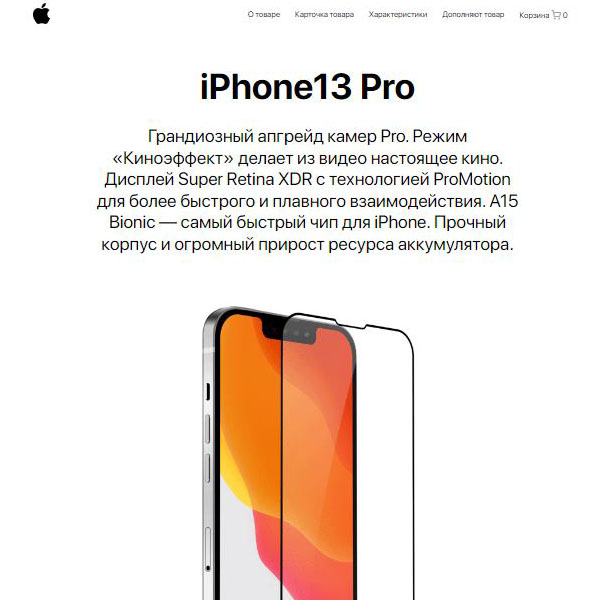 О товаре Карточка товара Характеристики Дополняют товар Корзина 0
iPhone13 Pro
Грандиозный апгрейд камер Pro. Режим
«Киноэффект» делает из видео настоящее кино.
Дисплей Super Retina XDR с технологией ProMotion
для более быстрого и плавного взаимодействия. A15
Bionic — самый быстрый чип для iPhone. Прочный
корпус и огромный прирост ресурса аккумулятора.